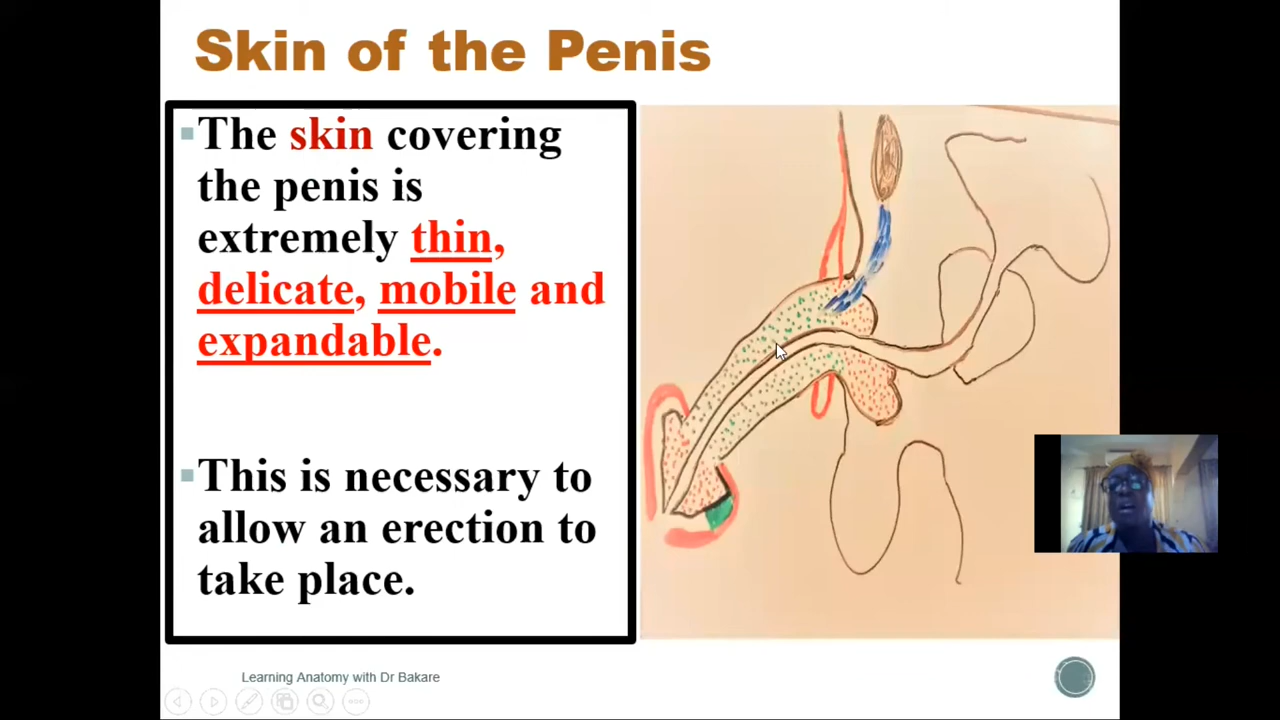 Skin of the Penis
The skin covering
the penis is
extremely thin,
delicate, mobile and
expandable.
This is necessary to
allow an erection to
take place.
Learning Anatomy with Dr Bakare